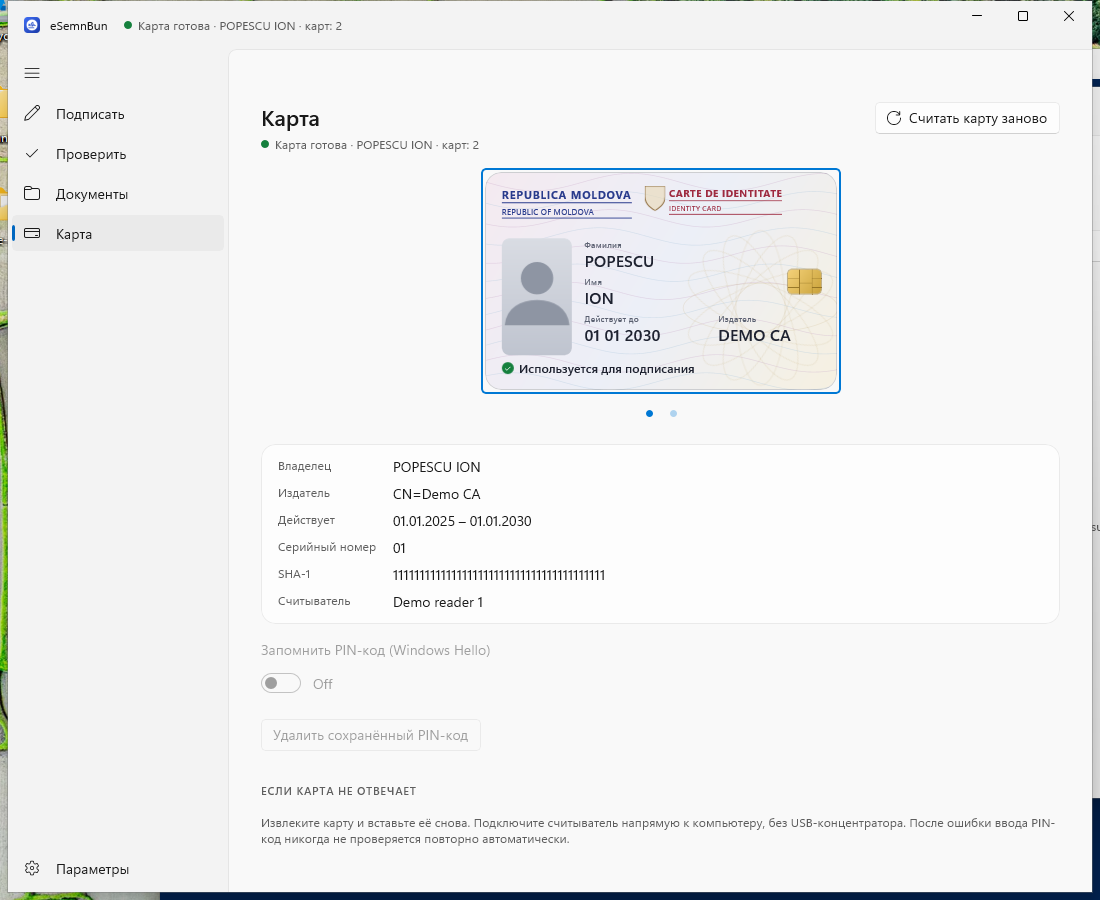 eSemnBun
Карта готова · POPESCU ION · карт: 2
Подписать
Проверить
Документы
Карта
Параметры
Карта
Карта готова · POPESCU ION · карт: 2
Считать карту заново
REPUBLICA MOLDOVA
REPUBLIC OF MOLDOVA
CARTE DE IDENTITATE
IDENTITY CARD
Фамилия
POPESCU
Имя
ION
Действует до
01 01 2030
Издатель
DEMO CA
Используется для подписания
Владелец POPESCU ION
Издатель CN=Demo CA
Действует 01.01.2025 – 01.01.2030
Серийный номер 01
SHA-1 1111111111111111111111111111111111111111
Считыватель Demo reader 1
Запомнить PIN-код (Windows Hello)
Off
Удалить сохранённый PIN-код
ЕСЛИ КАРТА НЕ ОТВЕЧАЕТ
Извлеките карту и вставьте её снова. Подключите считыватель напрямую к компьютеру, без USB-концентратора. После ошибки ввода PIN-
код никогда не проверяется повторно автоматически.